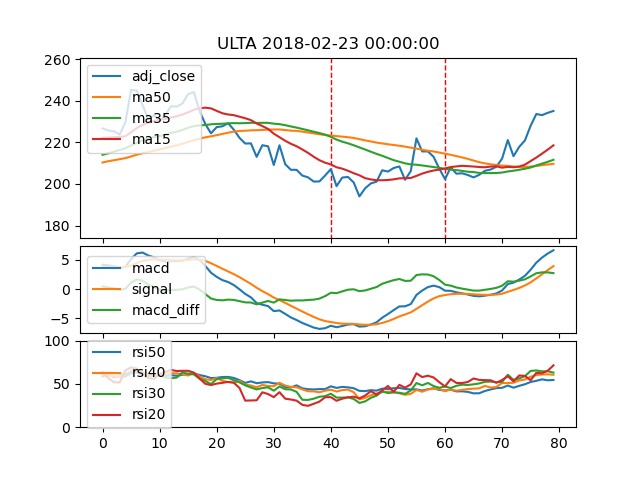 ULTA 2018-02-23 00:00:00
260
240
220
200
180
adj_close
ma50
ma35
ma15
5
0
−5
macd
signal
macd_diff
100
50
0
rsi50
rsi40
rsi30
rsi20
0 10 20 30 40 50 60 70 80